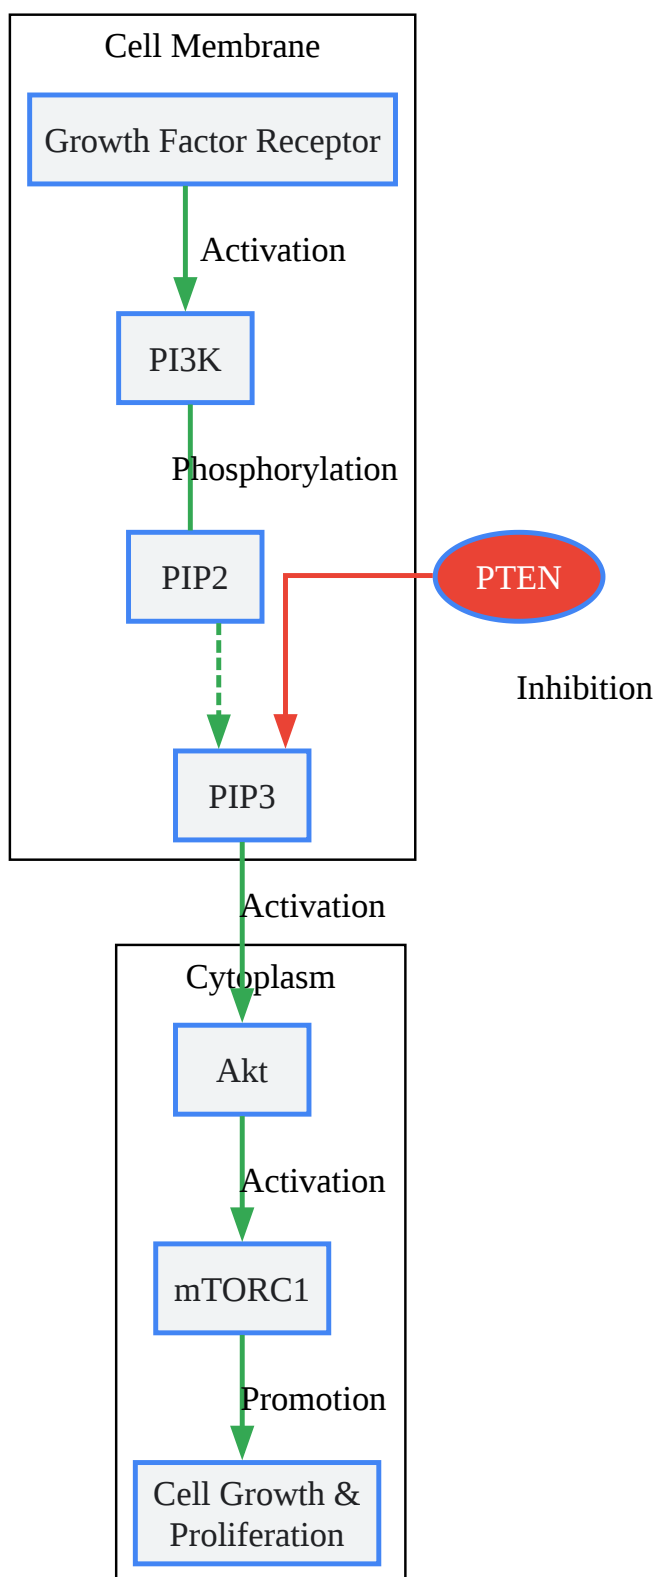 Cell Membrane
Growth Factor Receptor
Activation
PI3K
Phosphorylation
PIP2
PTEN
Inhibition
PIP3
Activation
Cytoplasm
Akt
Activation
mTORC1
Promotion
Cell Growth &
Proliferation